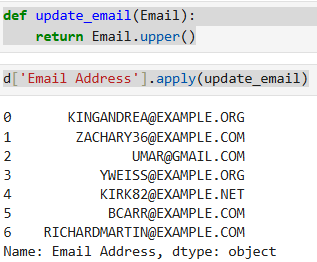 def update_email(Email):
    return Email.upper()
d['Email Address'].apply(update_email)
0        KINGANDREA@EXAMPLE.ORG
1         ZACHARY36@EXAMPLE.COM
2                UMAR@GMAIL.COM
3            YWEISS@EXAMPLE.ORG
4            KIRK82@EXAMPLE.NET
5             BCARR@EXAMPLE.COM
6    RICHARDMARTIN@EXAMPLE.COM
Name: Email Address, dtype: object